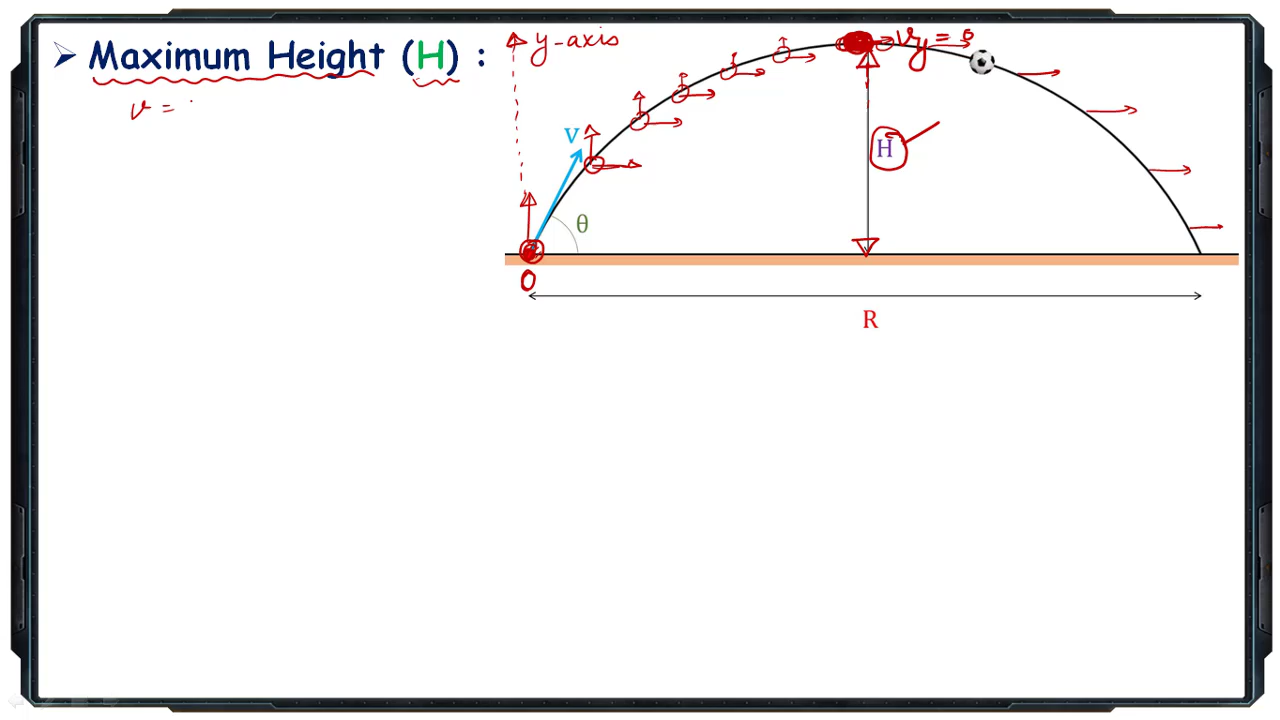 ➢ Maximum Height (H) :
v =
y-axis
vy = 0
v
H
θ
O
R